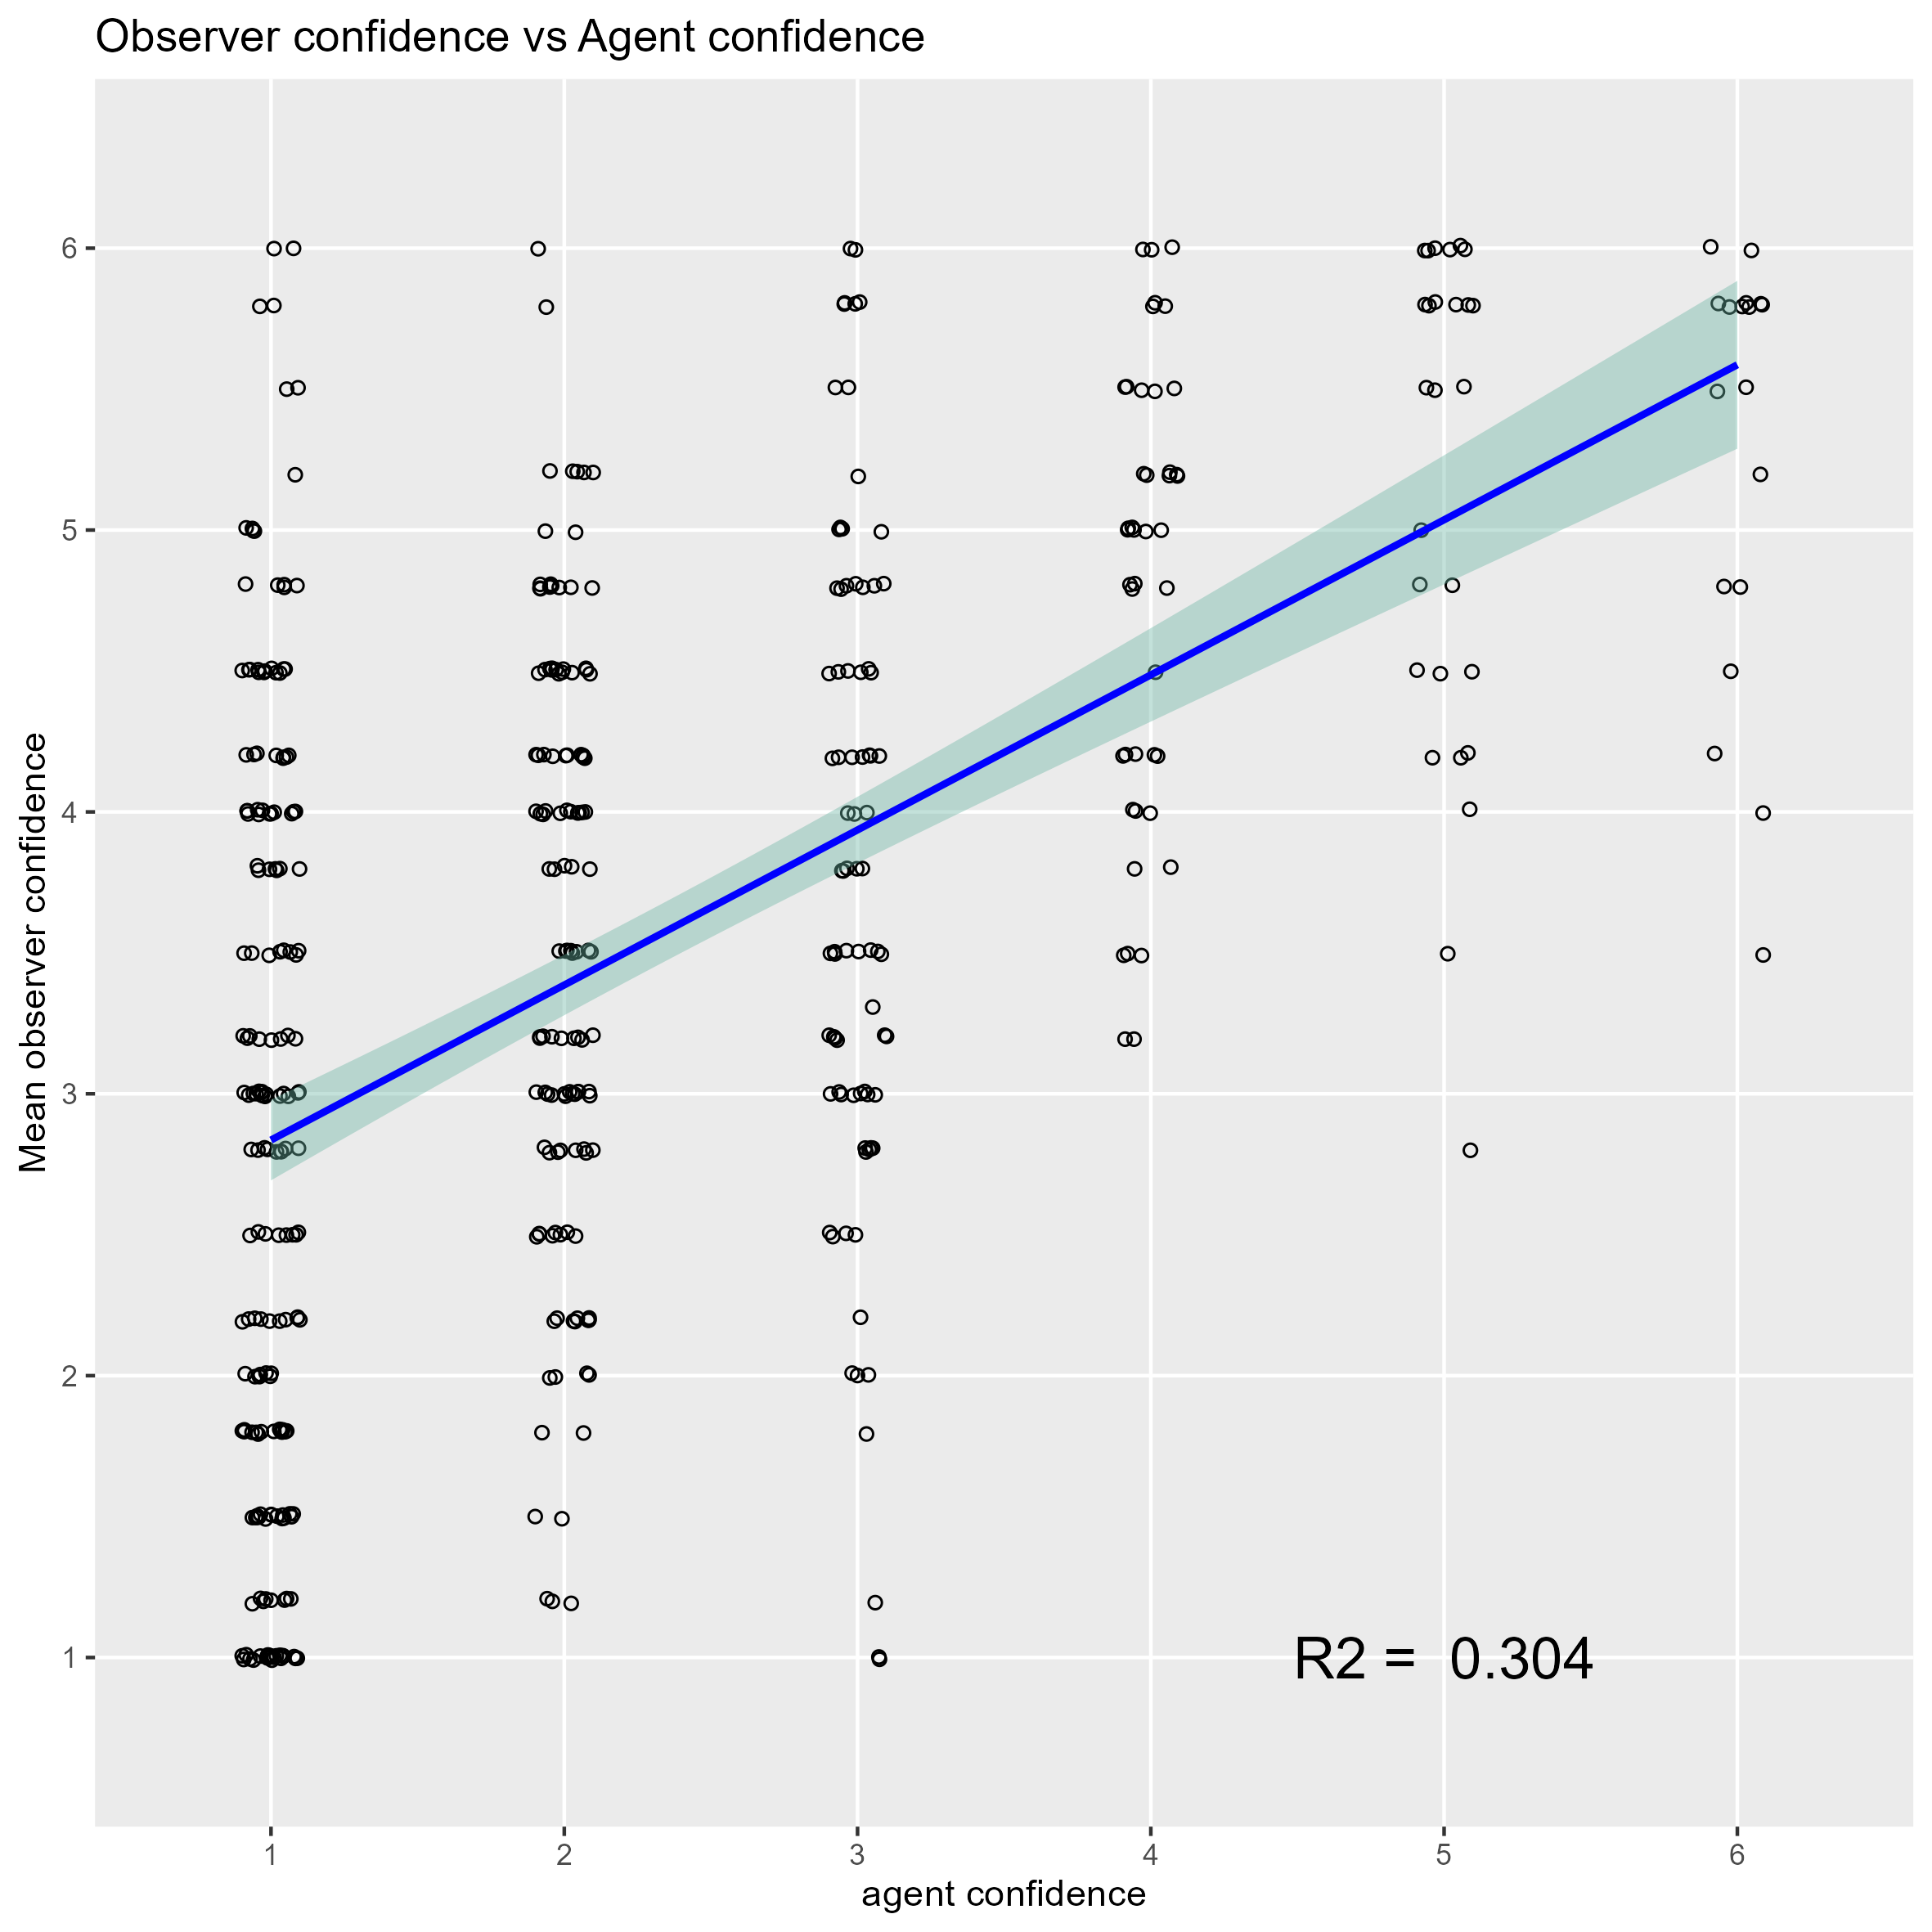 Observer confidence vs Agent confidence
Mean observer confidence
6
5
4
3
2
1
R2 = 0.304
1 2 3 4 5 6
agent confidence